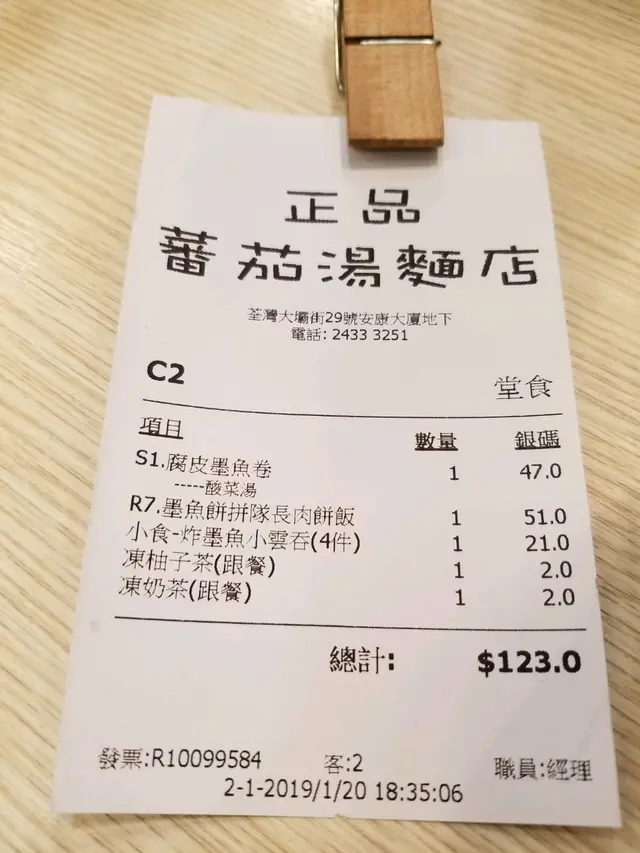 正品
蕃茄湯麵店
荃灣大壩街29號安康大廈地下
電話: 2433 3251
C2 堂食
項目 數量 銀碼
S1.腐皮墨魚卷 1 47.0
-----酸菜湯
R7.墨魚餅拼隊長肉餅飯 1 51.0
小食-炸墨魚小雲吞(4件) 1 21.0
凍柚子茶(跟餐) 1 2.0
凍奶茶(跟餐) 1 2.0
總計: $123.0
發票:R10099584 客:2 職員:經理
2-1-2019/1/20 18:35:06